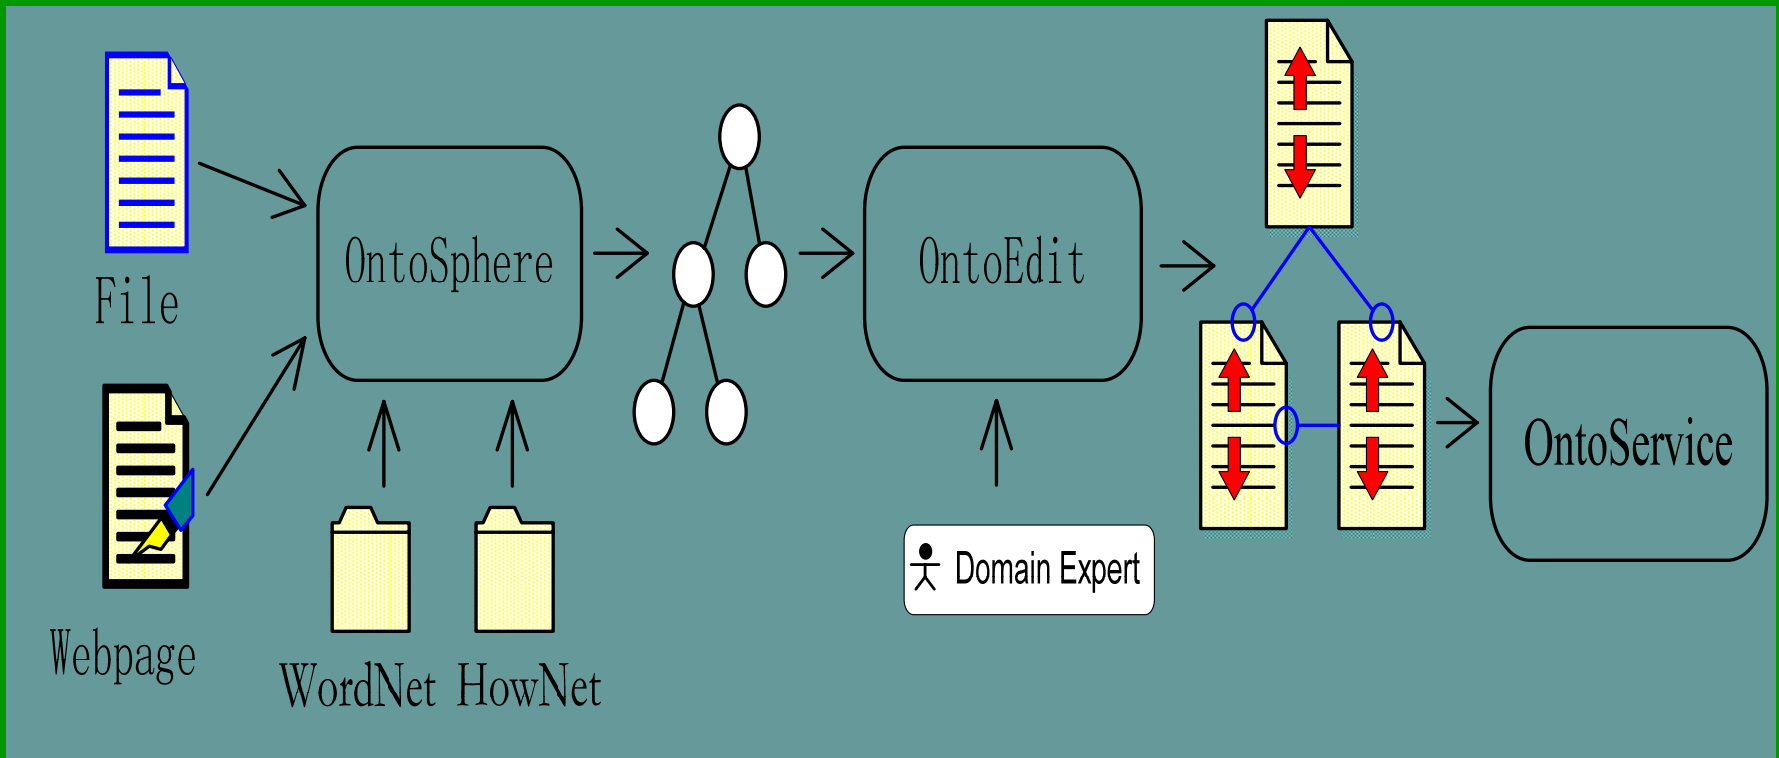 File
Webpage
OntoSphere
WordNet
HowNet
OntoEdit
Domain Expert
OntoService